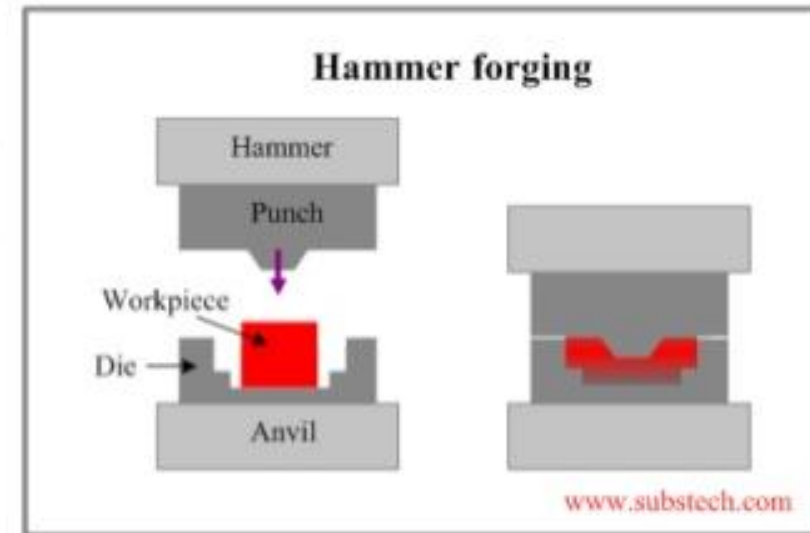 Hammer forging
Hammer
Punch
Workpiece
Die
Anvil
www.substech.com